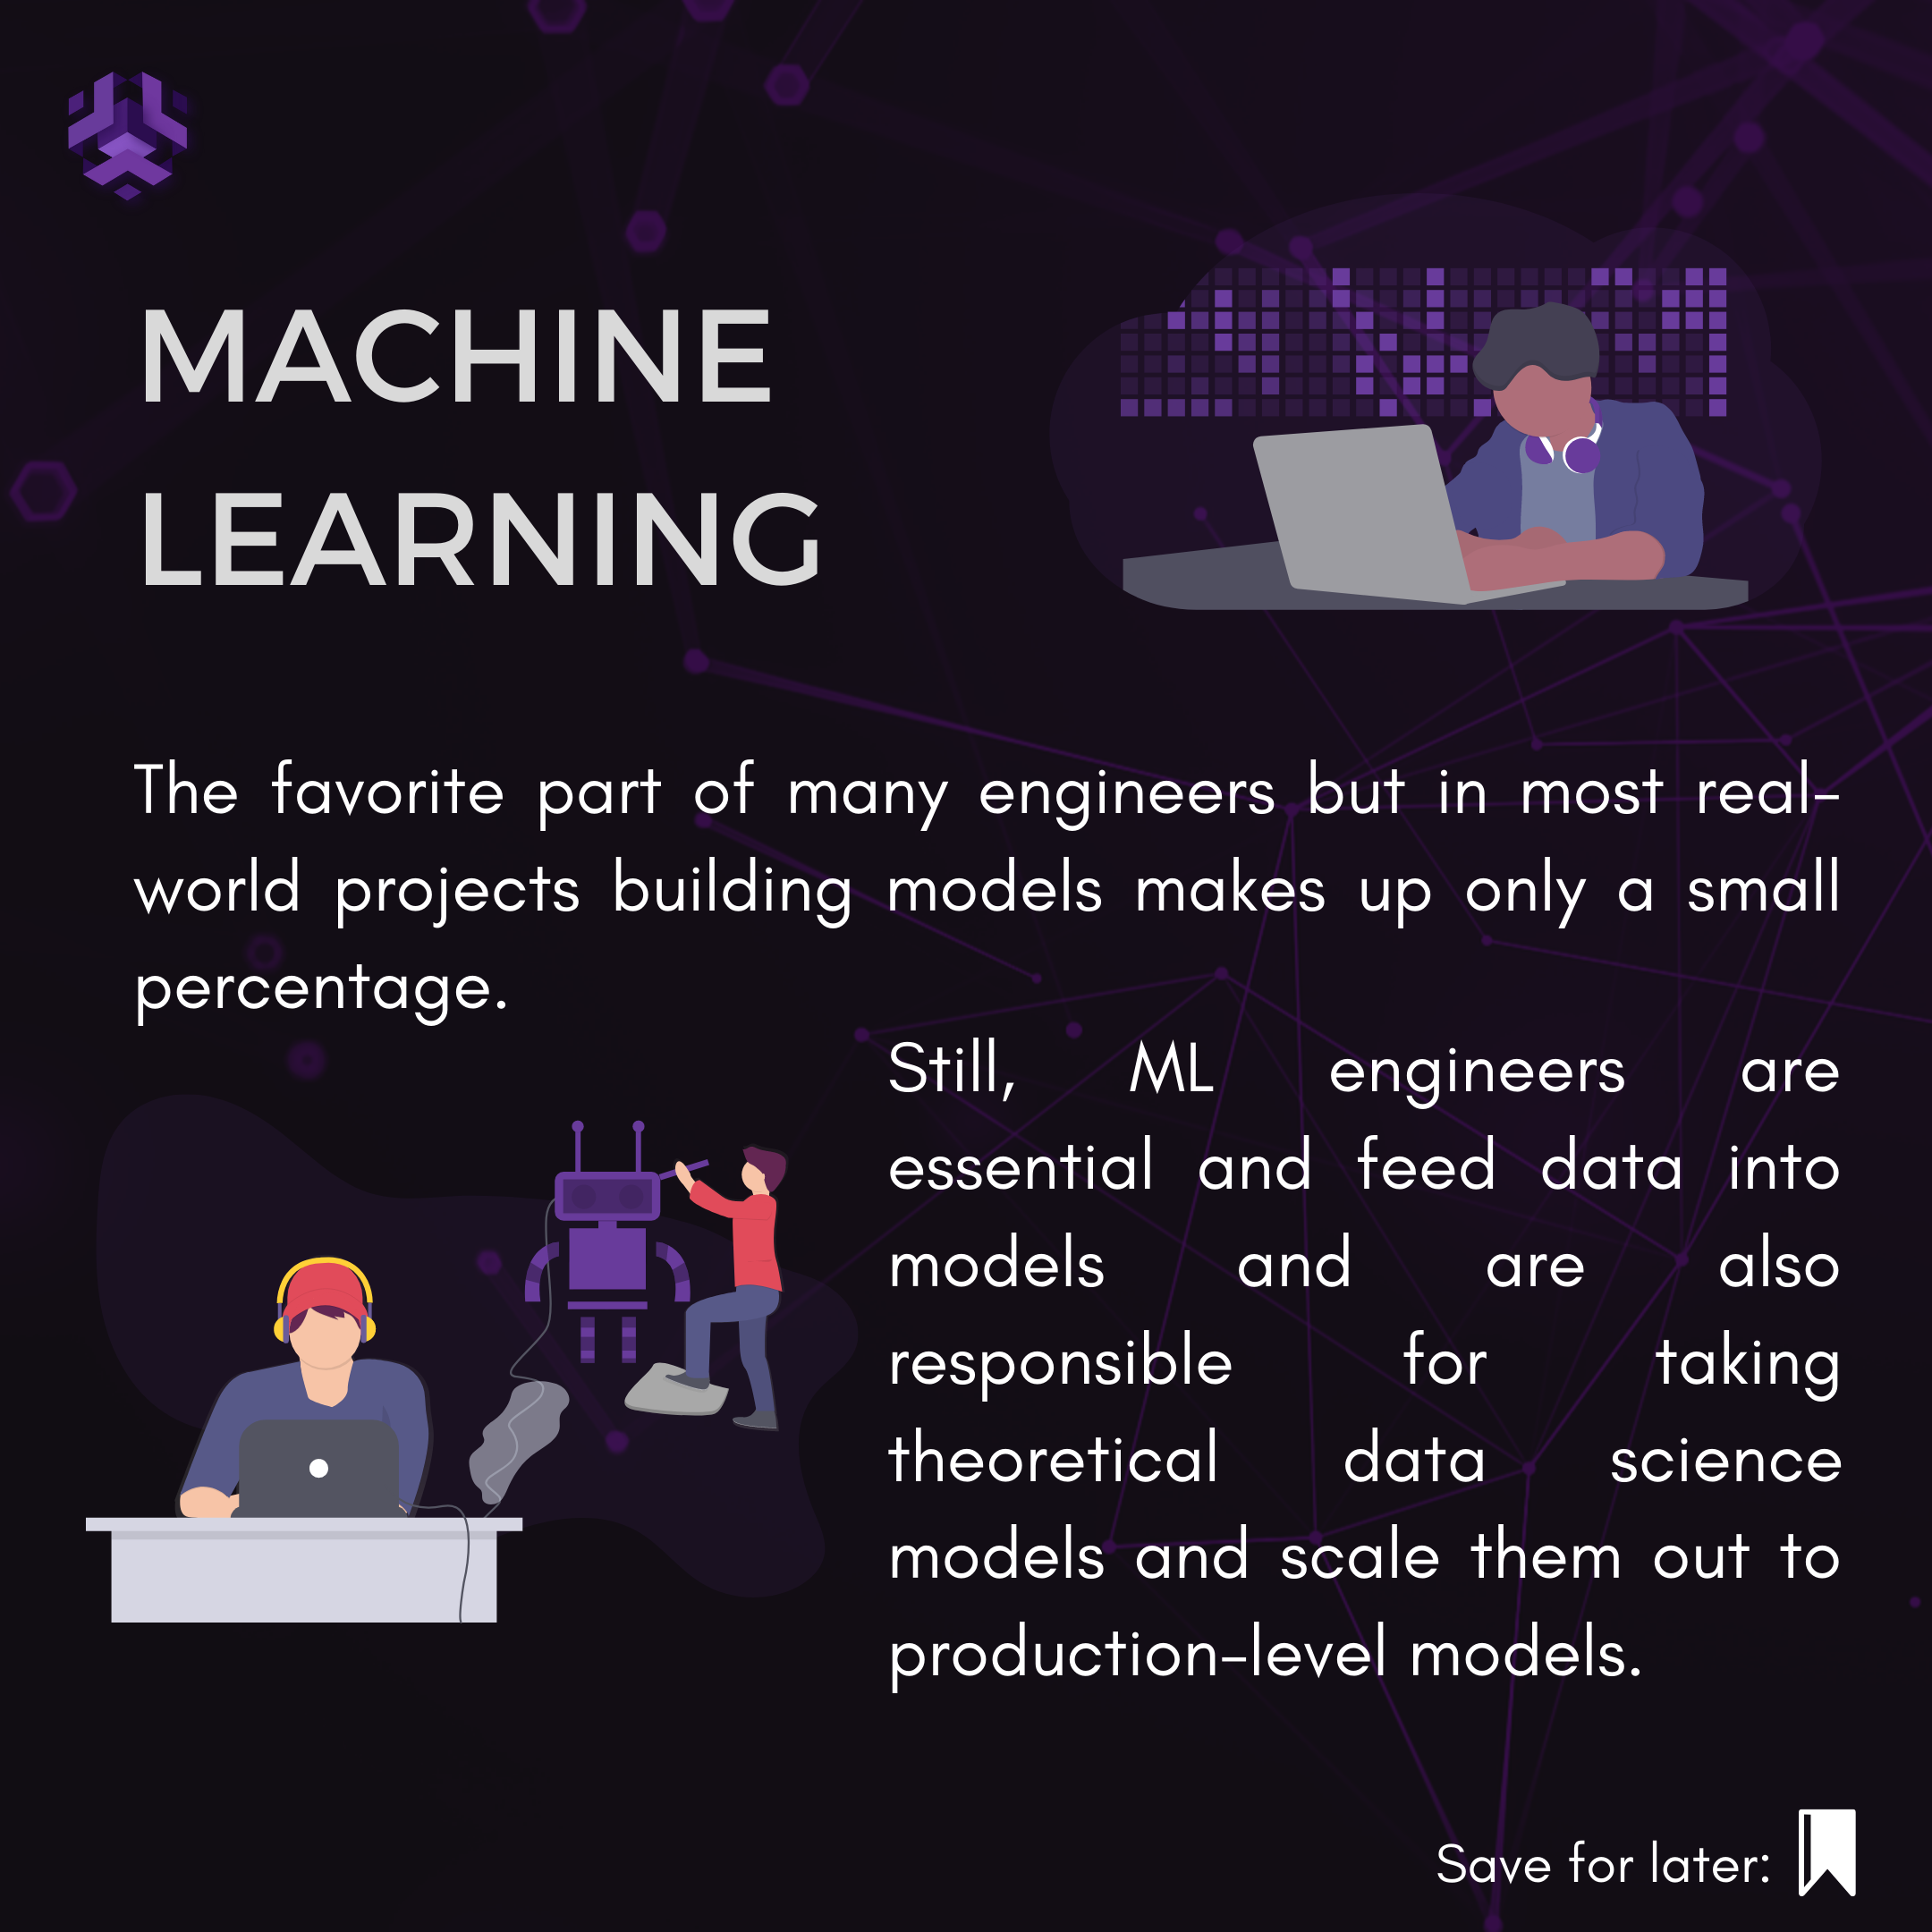 MACHINE
LEARNING
The favorite part of many engineers but in most real-
world projects building models makes up only a small
percentage.
Still, ML engineers are
essential and feed data into
models and are also
responsible for taking
theoretical data science
models and scale them out to
production-level models.
Save for later: